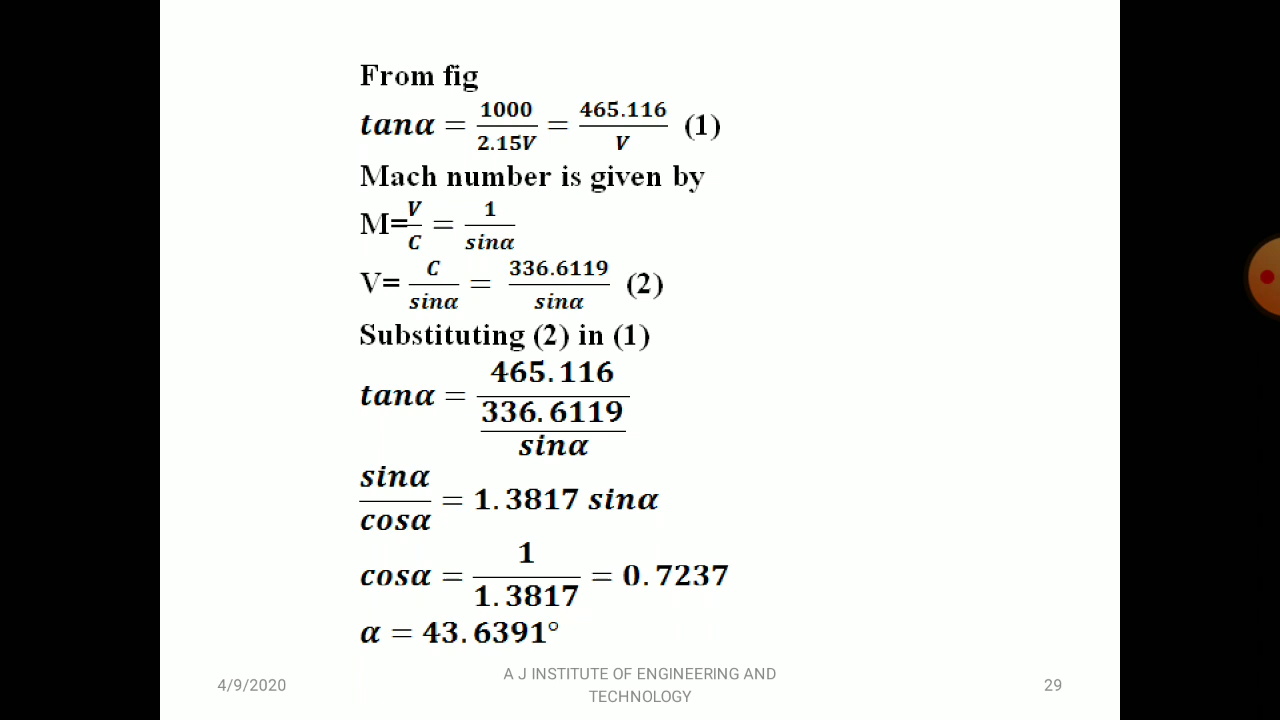 From fig
tanα = 1000/2.15V = 465.116/V (1)
Mach number is given by
M= V/C = 1/sinα
V= C/sinα = 336.6119/sinα (2)
Substituting (2) in (1)
tanα = 465.116/(336.6119/sinα)
sinα/cosα = 1.3817 sinα
cosα = 1/1.3817 = 0.7237
α = 43.6391°
4/9/2020
A J INSTITUTE OF ENGINEERING AND
TECHNOLOGY
29